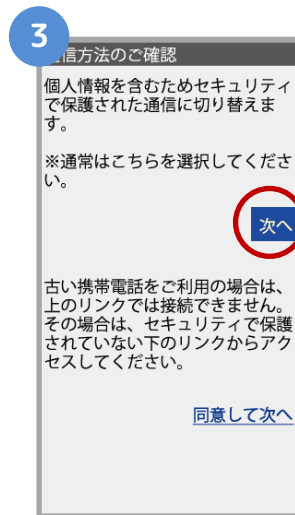 3
信方法のご確認
個人情報を含むためセキュリティ
で保護された通信に切り替えま
す。
※通常はこちらを選択してくださ
い。
次へ
古い携帯電話をご利用の場合は、
上のリンクでは接続できません。
その場合は、セキュリティで保護
されていない下のリンクからアク
セスしてください。
同意して次へ